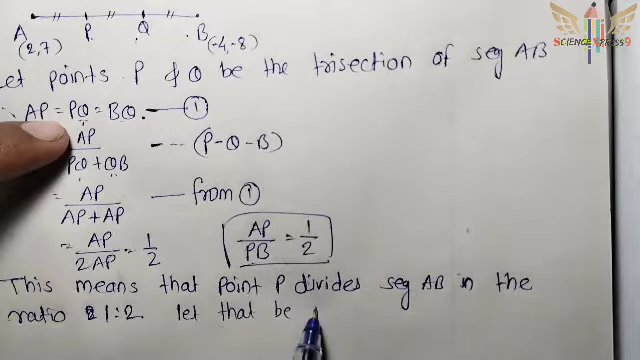 SCIENCE XPRESS9
A P Q B
(2,7) (-4,-8)
let points P & Q be the trisection of seg AB
∴ AP = PQ = BQ. — ①
AP / PQ + QB --- (P-Q-B)
= AP / AP + AP — from ①
= AP / 2AP = 1/2 AP / PB = 1/2
This means that point P divides seg AB in the
ratio 1:2. let that be